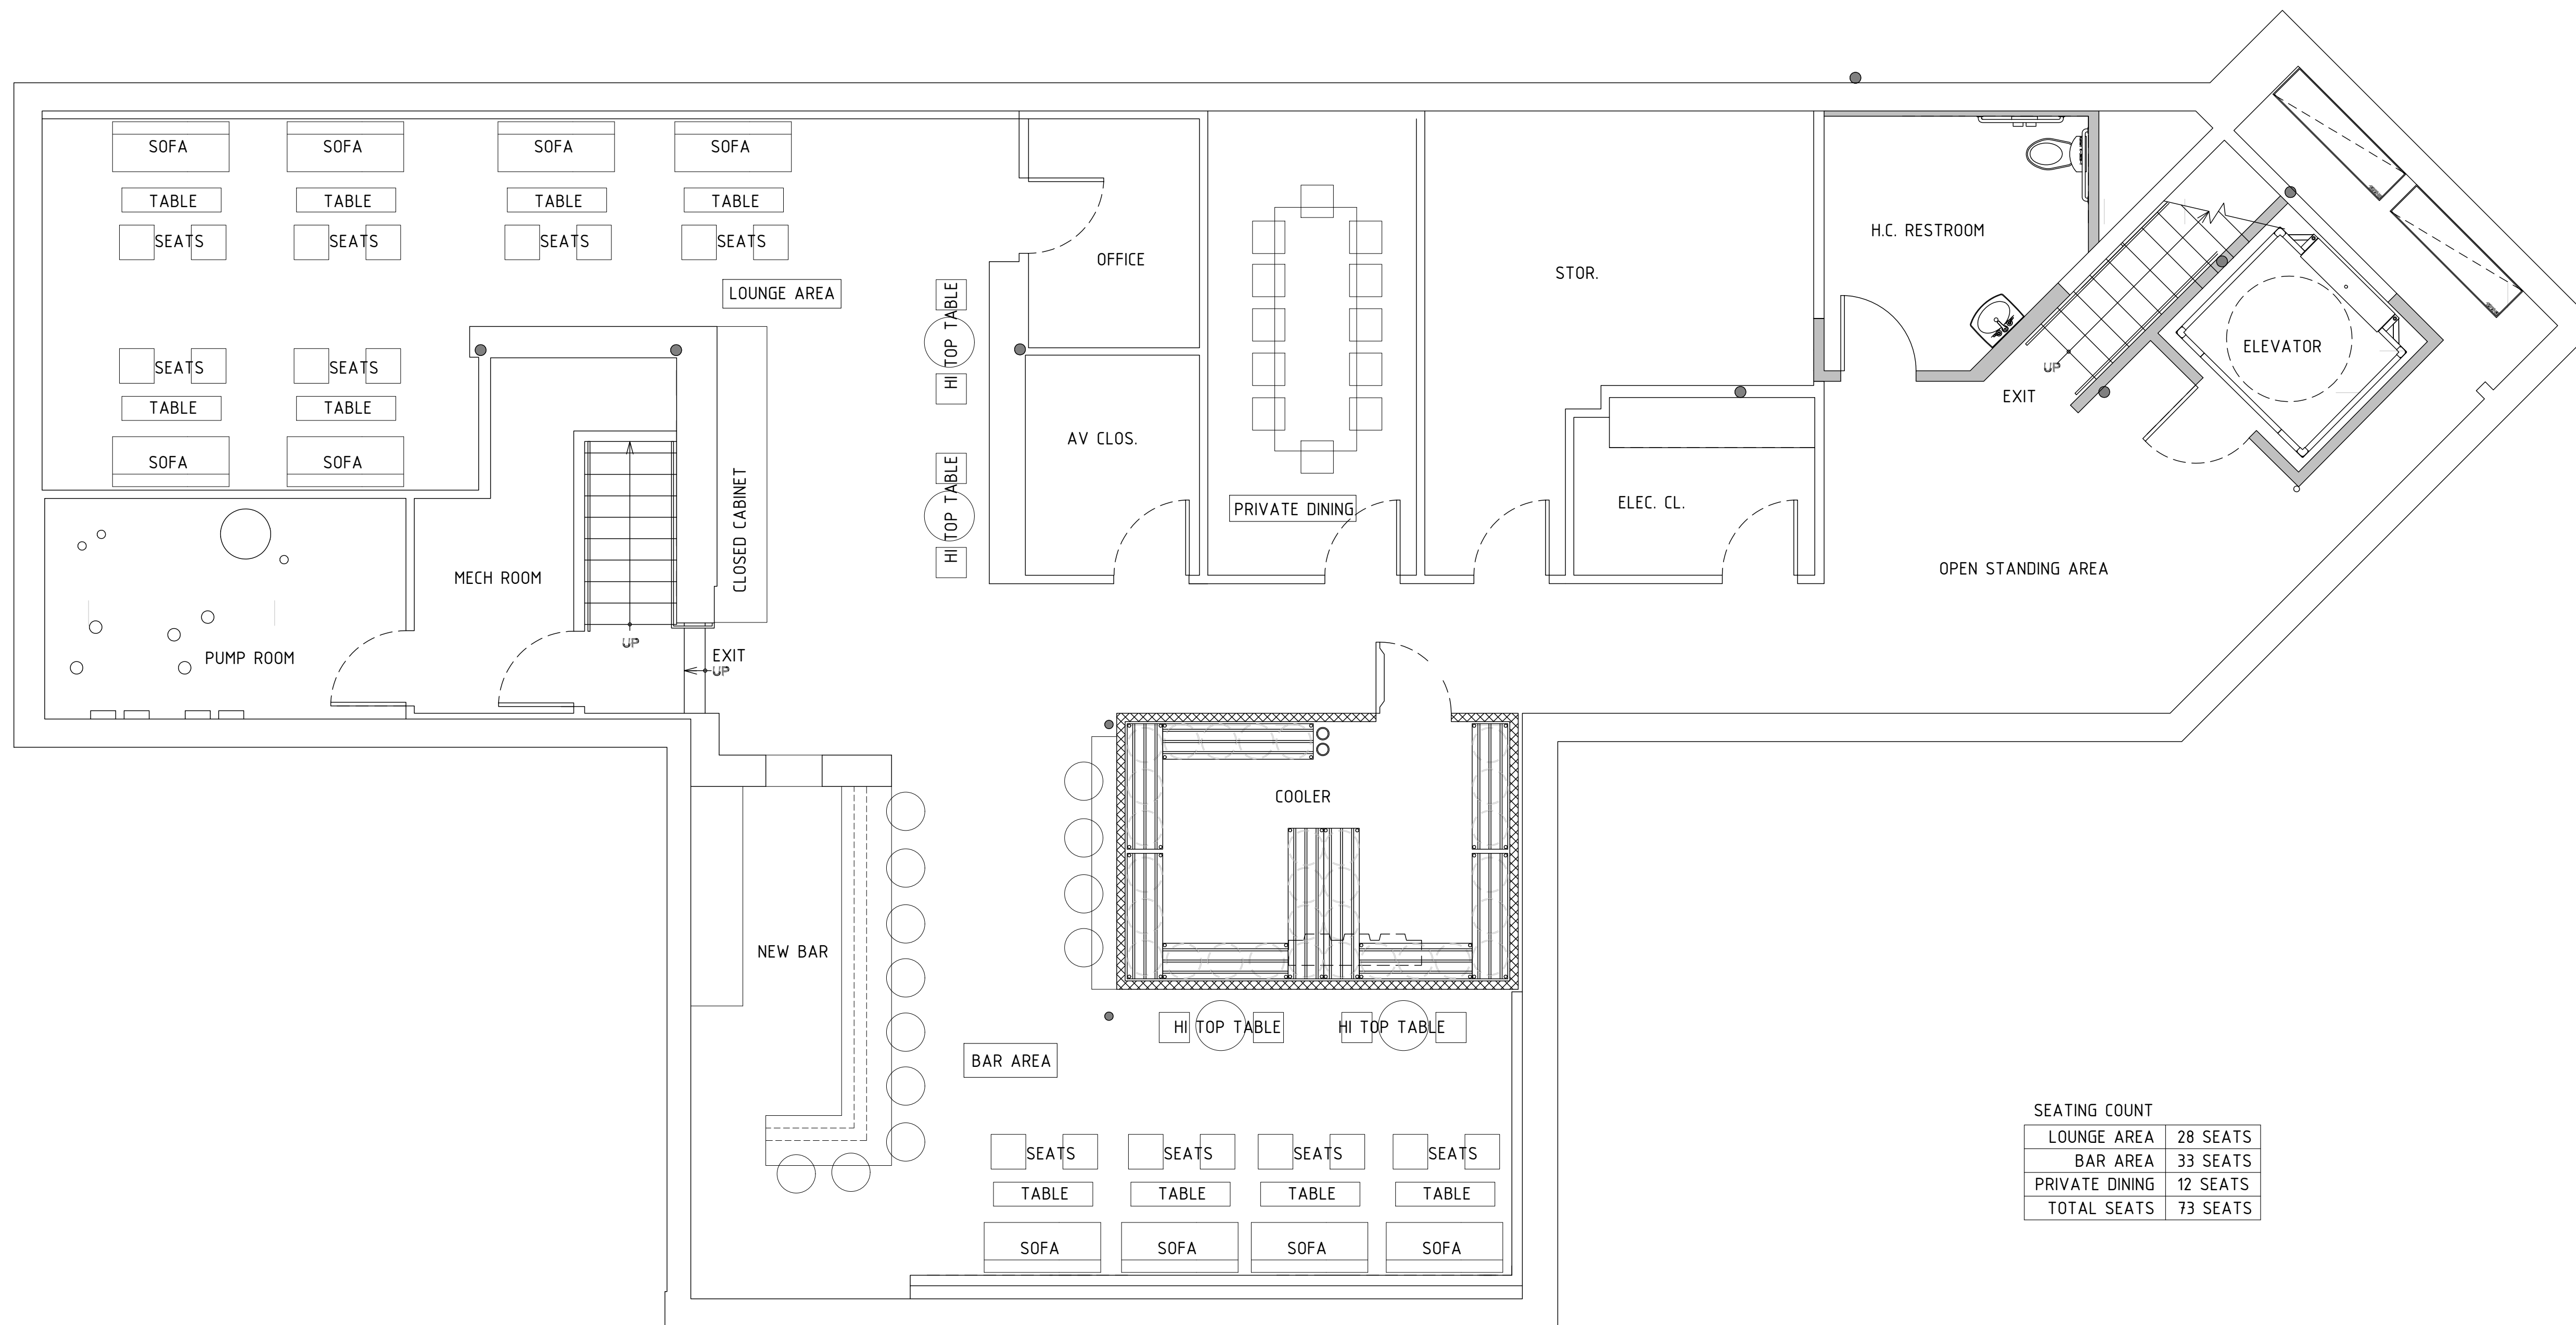 SOFA
SOFA
SOFA
SOFA
TABLE
TABLE
TABLE
TABLE
SEATS
SEATS
SEATS
SEATS
LOUNGE AREA
SEATS
SEATS
TABLE
TABLE
SOFA
SOFA
HI TOP TABLE
HI TOP TABLE
CLOSED CABINET
MECH ROOM
PUMP ROOM
UP
EXIT
UP
OFFICE
AV CLOS.
PRIVATE DINING
STOR.
ELEC. CL.
H.C. RESTROOM
UP
EXIT
ELEVATOR
OPEN STANDING AREA
COOLER
NEW BAR
HI TOP TABLE
HI TOP TABLE
BAR AREA
SEATS
SEATS
SEATS
SEATS
TABLE
TABLE
TABLE
TABLE
SOFA
SOFA
SOFA
SOFA
SEATING COUNT
LOUNGE AREA 28 SEATS
BAR AREA 33 SEATS
PRIVATE DINING 12 SEATS
TOTAL SEATS 73 SEATS